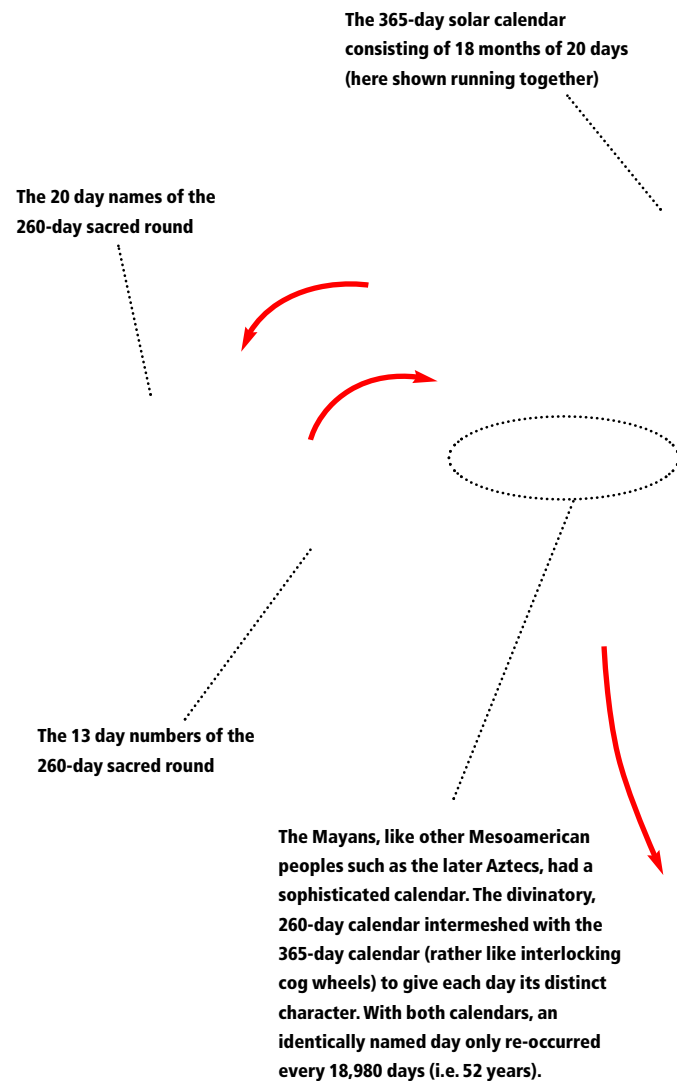 The 365-day solar calendar
consisting of 18 months of 20 days
(here shown running together)
The 20 day names of the
260-day sacred round
The 13 day numbers of the
260-day sacred round
The Mayans, like other Mesoamerican
peoples such as the later Aztecs, had a
sophisticated calendar. The divinatory,
260-day calendar intermeshed with the
365-day calendar (rather like interlocking
cog wheels) to give each day its distinct
character. With both calendars, an
identically named day only re-occurred
every 18,980 days (i.e. 52 years).